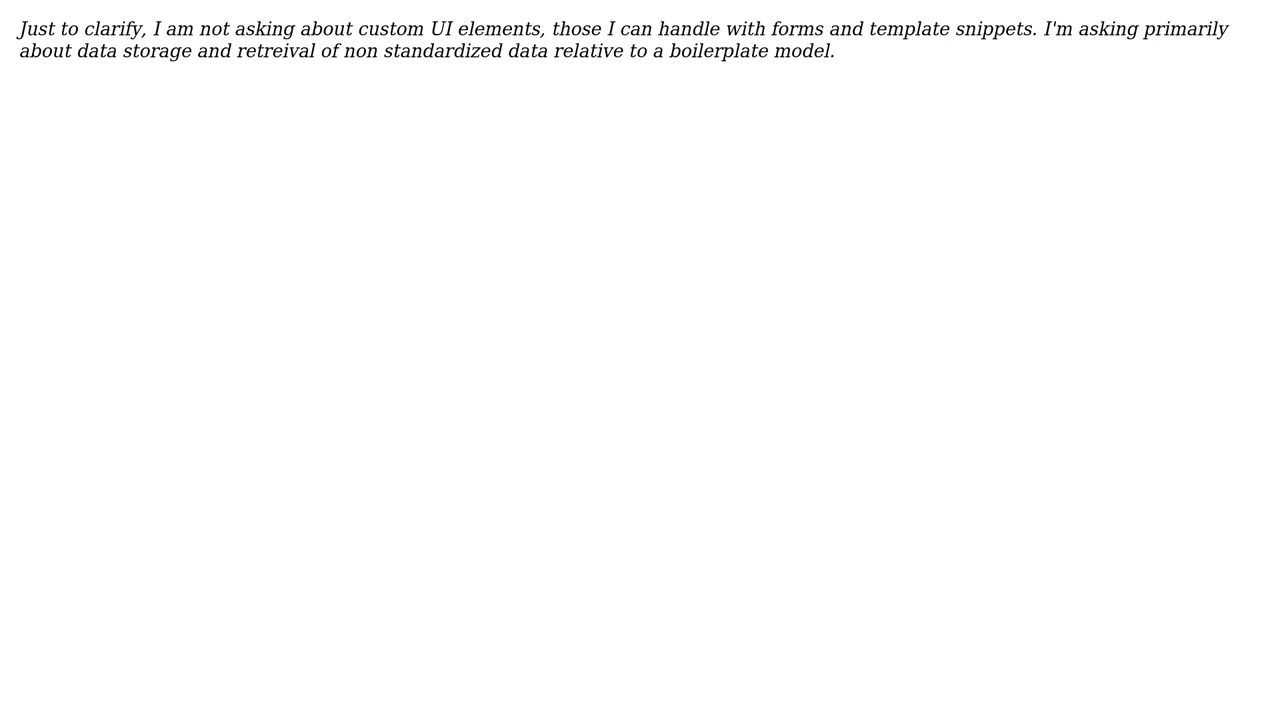 Just to clarify, I am not asking about custom UI elements, those I can handle with forms and template snippets. I'm asking primarily
about data storage and retreival of non standardized data relative to a boilerplate model.